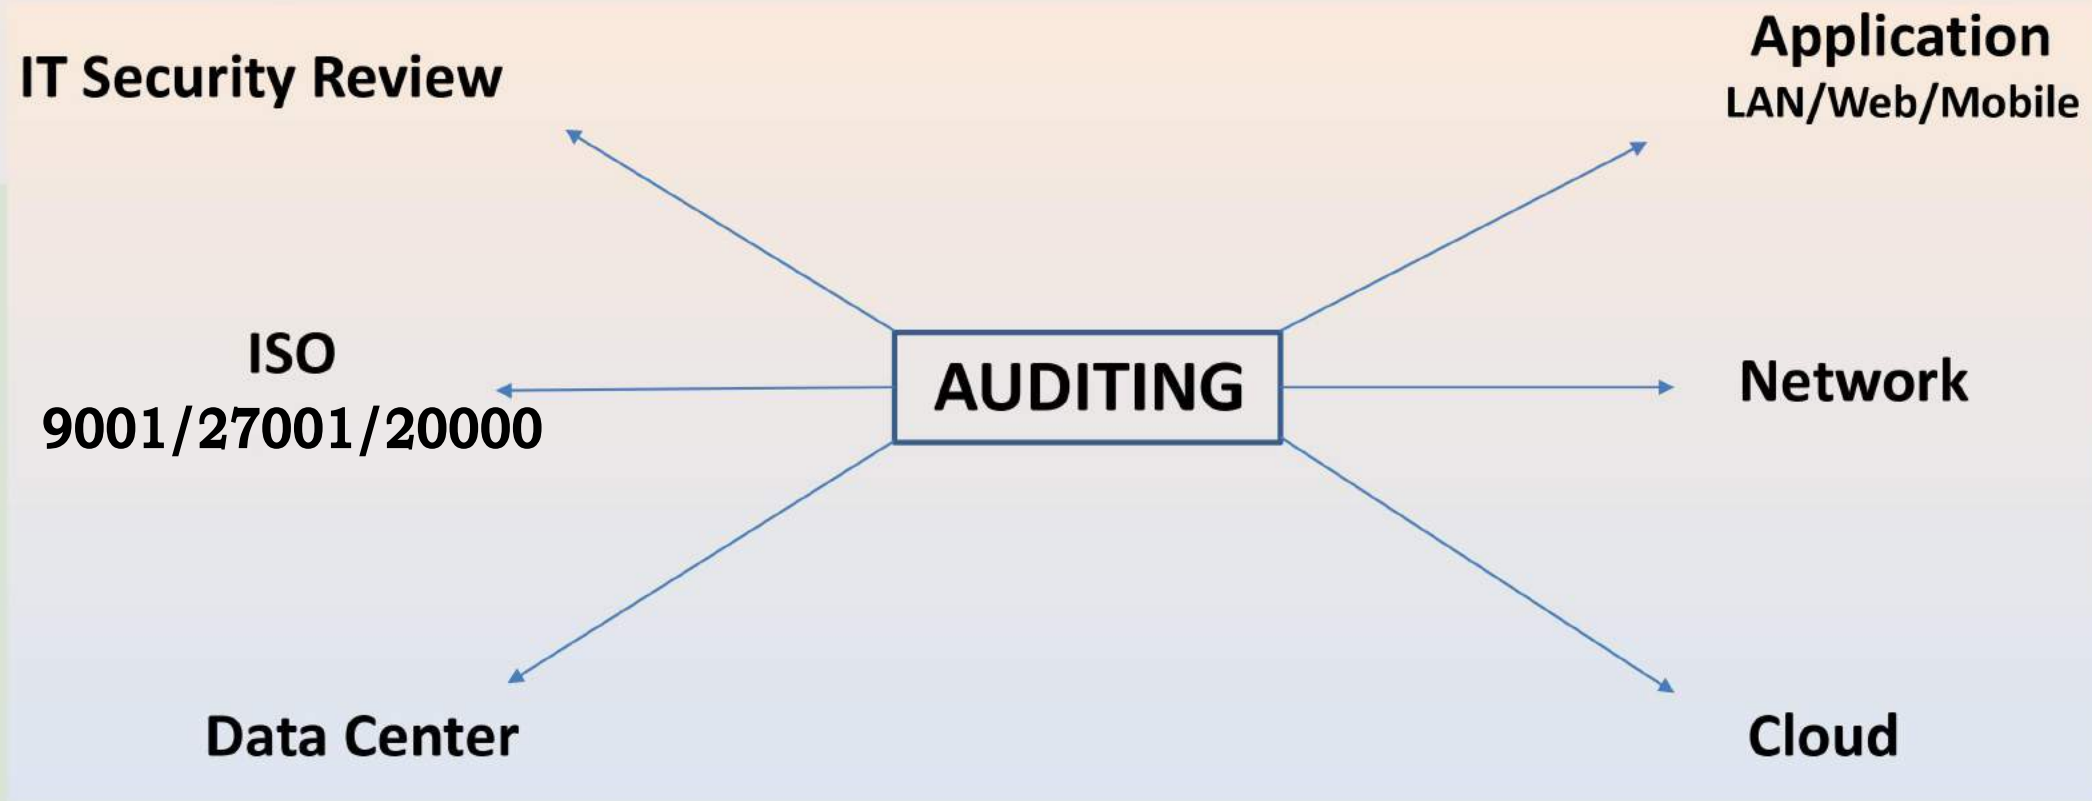 IT Security Review
Application
LAN/Web/Mobile
ISO
9001/27001/20000
AUDITING
Network
Data Center
Cloud